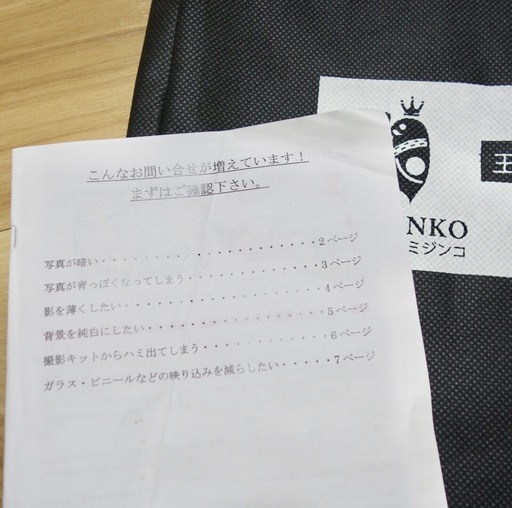 こんなお問い合せが増えています！
まずはご確認下さい。
写真が暗い・・・・・・・・・・・・・・・・・・・・・・2ページ
写真が青っぽくなってしまう・・・・・・・・・・・・・・3ページ
影を薄くしたい・・・・・・・・・・・・・・・・・・・・4ページ
背景を純白にしたい・・・・・・・・・・・・・・・・・・5ページ
撮影キットからハミ出てしまう・・・・・・・・・・・・・6ページ
ガラス・ビニールなどの映り込みを減らしたい・・・・・・7ページ
王
NKO
ミジンコ